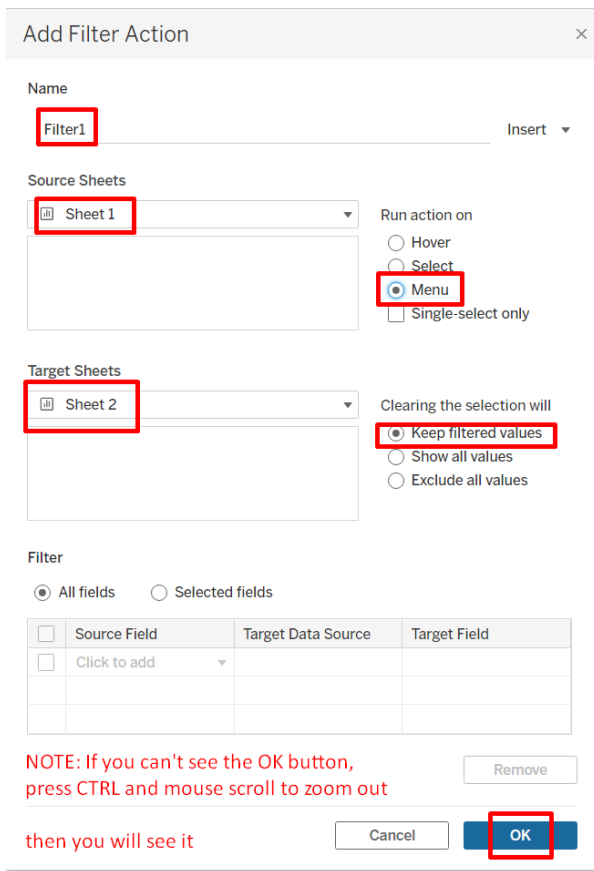 Add Filter Action
Name
Filter1
Insert
Source Sheets
Sheet 1
Run action on
Hover
Select
Menu
Single-select only
Target Sheets
Sheet 2
Clearing the selection will
Keep filtered values
Show all values
Exclude all values
Filter
All fields
Selected fields
Source Field Target Data Source Target Field
Click to add
NOTE: If you can't see the OK button,
press CTRL and mouse scroll to zoom out
Remove
then you will see it
Cancel
OK